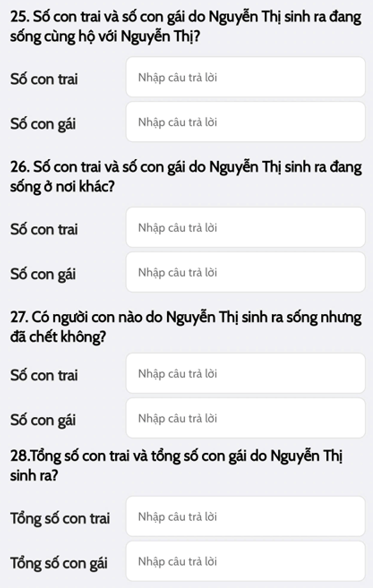 25. Số con trai và số con gái do Nguyễn Thị sinh ra đang
sống cùng hộ với Nguyễn Thị?
Số con trai
Nhập câu trả lời
Số con gái
Nhập câu trả lời
26. Số con trai và số con gái do Nguyễn Thị sinh ra đang
sống ở nơi khác?
Số con trai
Nhập câu trả lời
Số con gái
Nhập câu trả lời
27. Có người con nào do Nguyễn Thị sinh ra sống nhưng
đã chết không?
Số con trai
Nhập câu trả lời
Số con gái
Nhập câu trả lời
28.Tổng số con trai và tổng số con gái do Nguyễn Thị
sinh ra?
Tổng số con trai
Nhập câu trả lời
Tổng số con gái
Nhập câu trả lời